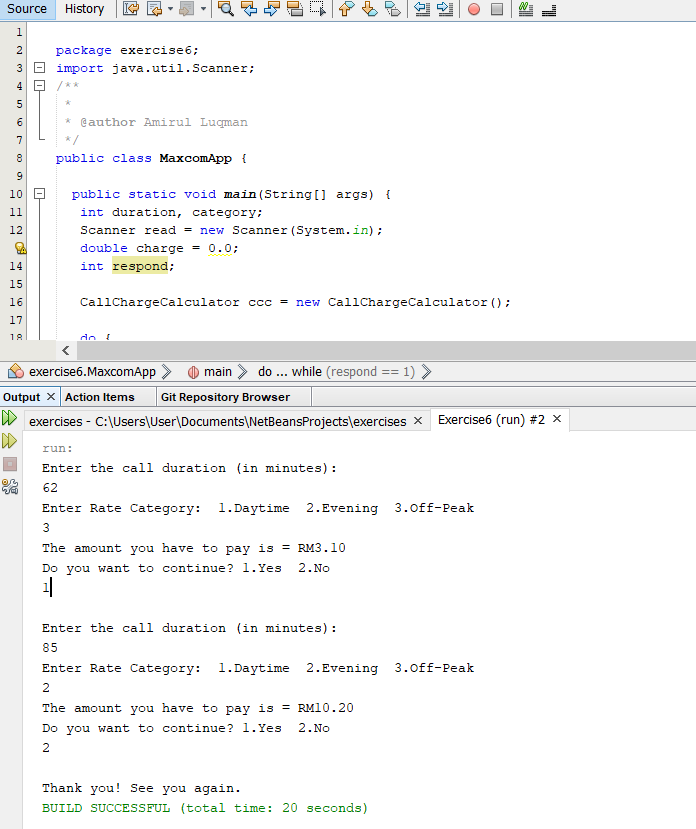 Source History
1
2 package exercise6;
3 import java.util.Scanner;
4 /**
5 *
6 * @author Amirul Luqman
7 */
8 public class MaxcomApp {
9
10 public static void main(String[] args) {
11 int duration, category;
12 Scanner read = new Scanner(System.in);
double charge = 0.0;
14 int respond;
15
16 CallChargeCalculator ccc = new CallChargeCalculator();
17
18 do {
exercise6.MaxcomApp main do ... while (respond == 1)
Output Action Items Git Repository Browser
exercises - C:\Users\User\Documents\NetBeansProjects\exercises Exercise6 (run) #2
run:
Enter the call duration (in minutes):
62
Enter Rate Category: 1.Daytime 2.Evening 3.Off-Peak
3
The amount you have to pay is = RM3.10
Do you want to continue? 1.Yes 2.No
1
Enter the call duration (in minutes):
85
Enter Rate Category: 1.Daytime 2.Evening 3.Off-Peak
2
The amount you have to pay is = RM10.20
Do you want to continue? 1.Yes 2.No
2
Thank you! See you again.
BUILD SUCCESSFUL (total time: 20 seconds)